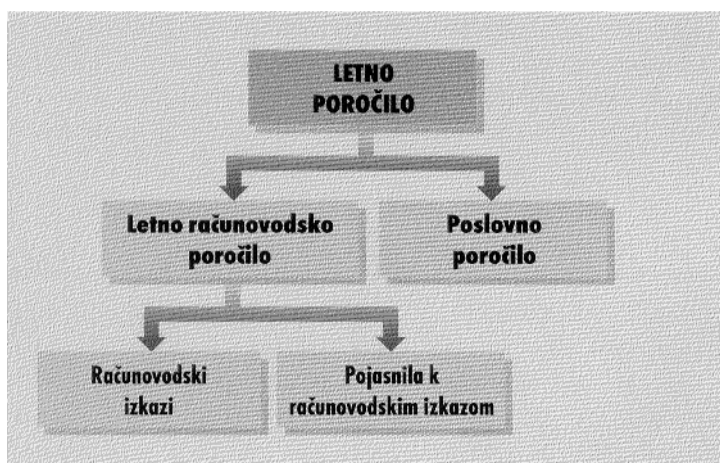 LETNO
POROČILO
Letno računovodsko
poročilo
Poslovno
poročilo
Računovodski
izkazi
Pojasnila k
računovodskim izkazom